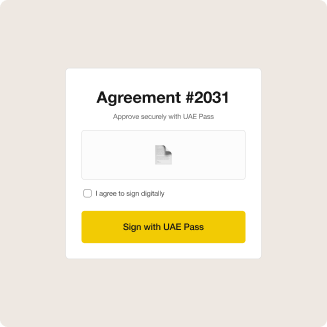 Agreement #2031
Approve securely with UAE Pass
I agree to sign digitally
Sign with UAE Pass